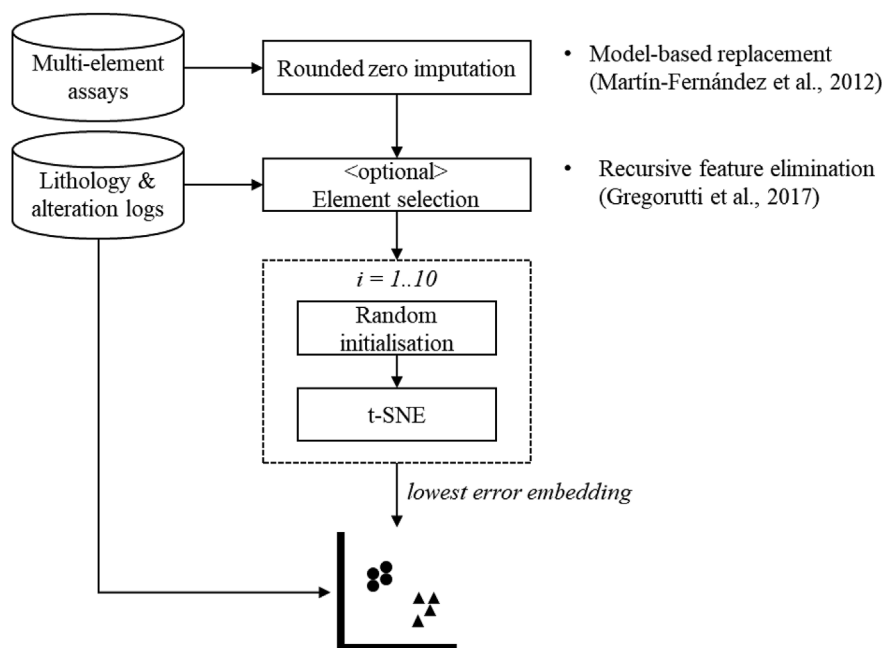 Multi-element
assays
Rounded zero imputation
• Model-based replacement
(Martín-Fernández et al., 2012)
Lithology &
alteration logs
<optional>
Element selection
• Recursive feature elimination
(Gregorutti et al., 2017)
i = 1..10
Random
initialisation
t-SNE
lowest error embedding